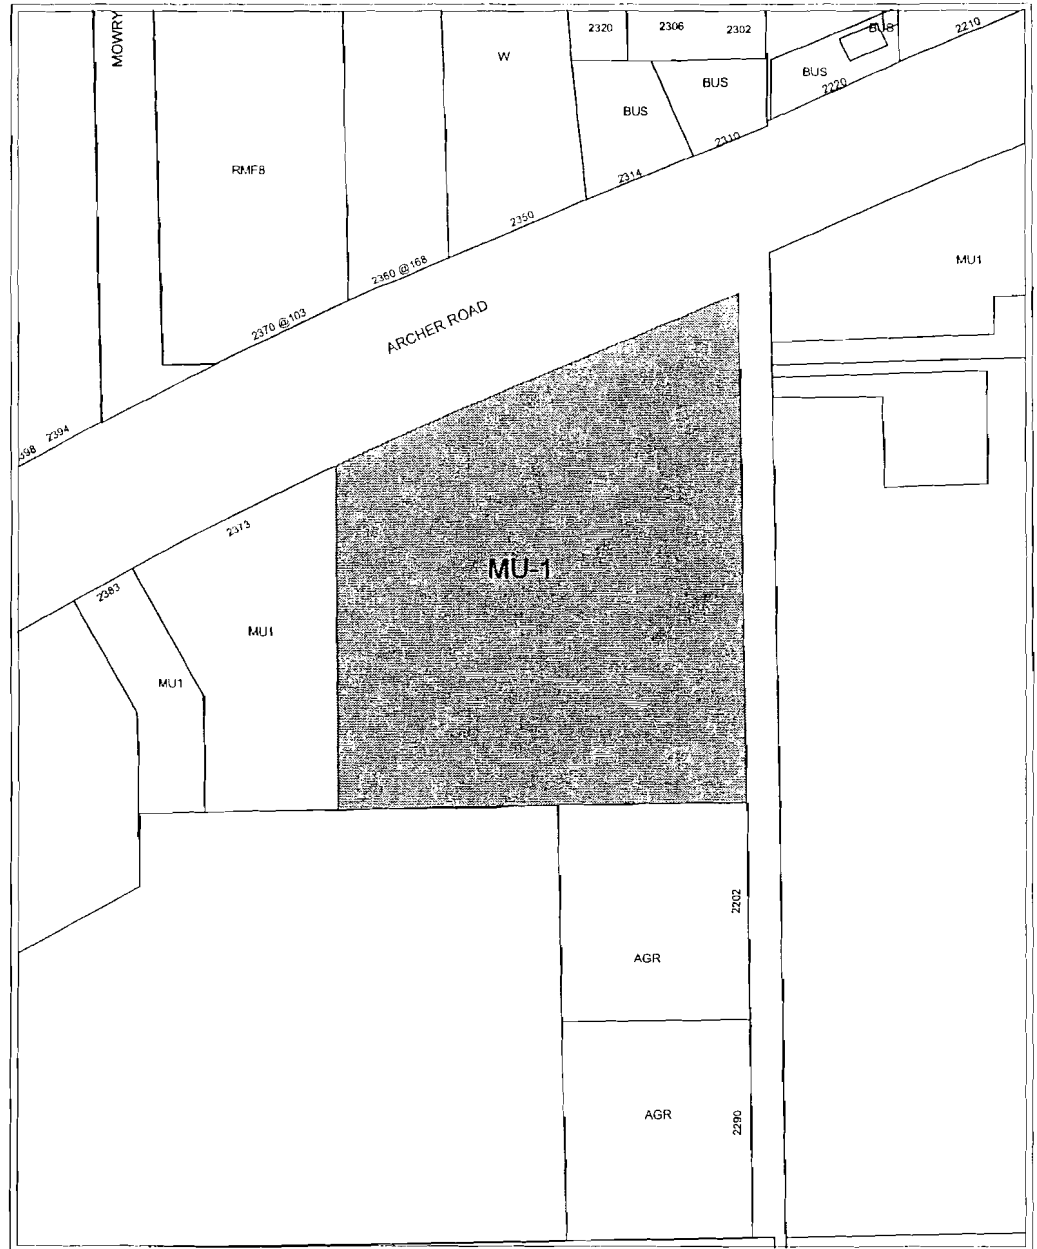 MOWRY
W
2320
2306
2302
BUS
2210
BUS
BUS
2220
BUS
2310
RMF8
2314
2350
2360 @168
MU1
2370 @103
ARCHER ROAD
2394
2373
MU-1
2383
MU1
MU1
2202
AGR
AGR
2290